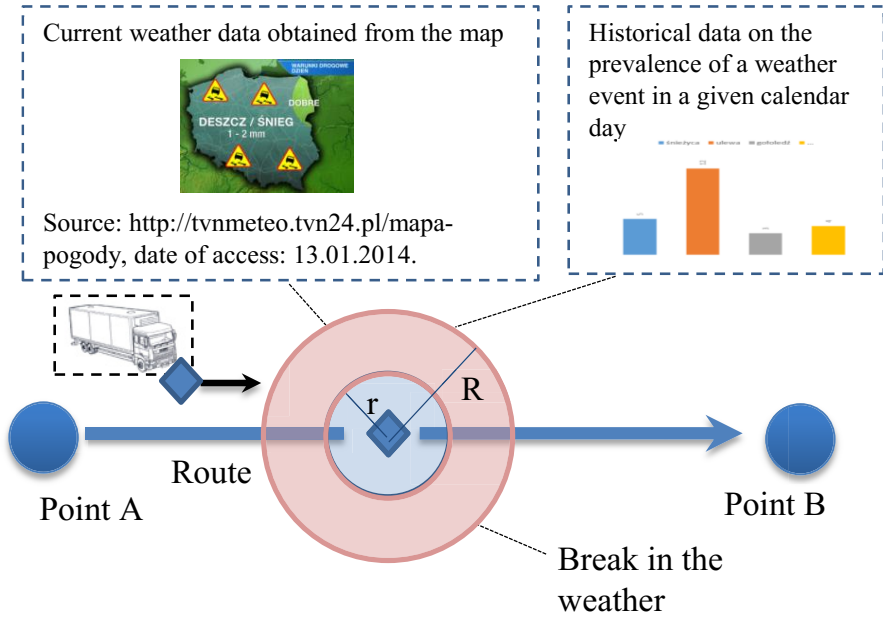 Current weather data obtained from the map
WARUNKI DROGOWE
DZIEŃ
DOBRE
DESZCZ / ŚNIEG
1 - 2 mm
Source: http://tvnmeteo.tvn24.pl/mapa-
pogody, date of access: 13.01.2014.
Historical data on the
prevalence of a weather
event in a given calendar
day
śnieżyca ulewa gołoledź ...
r
R
Route
Point A
Point B
Break in the
weather